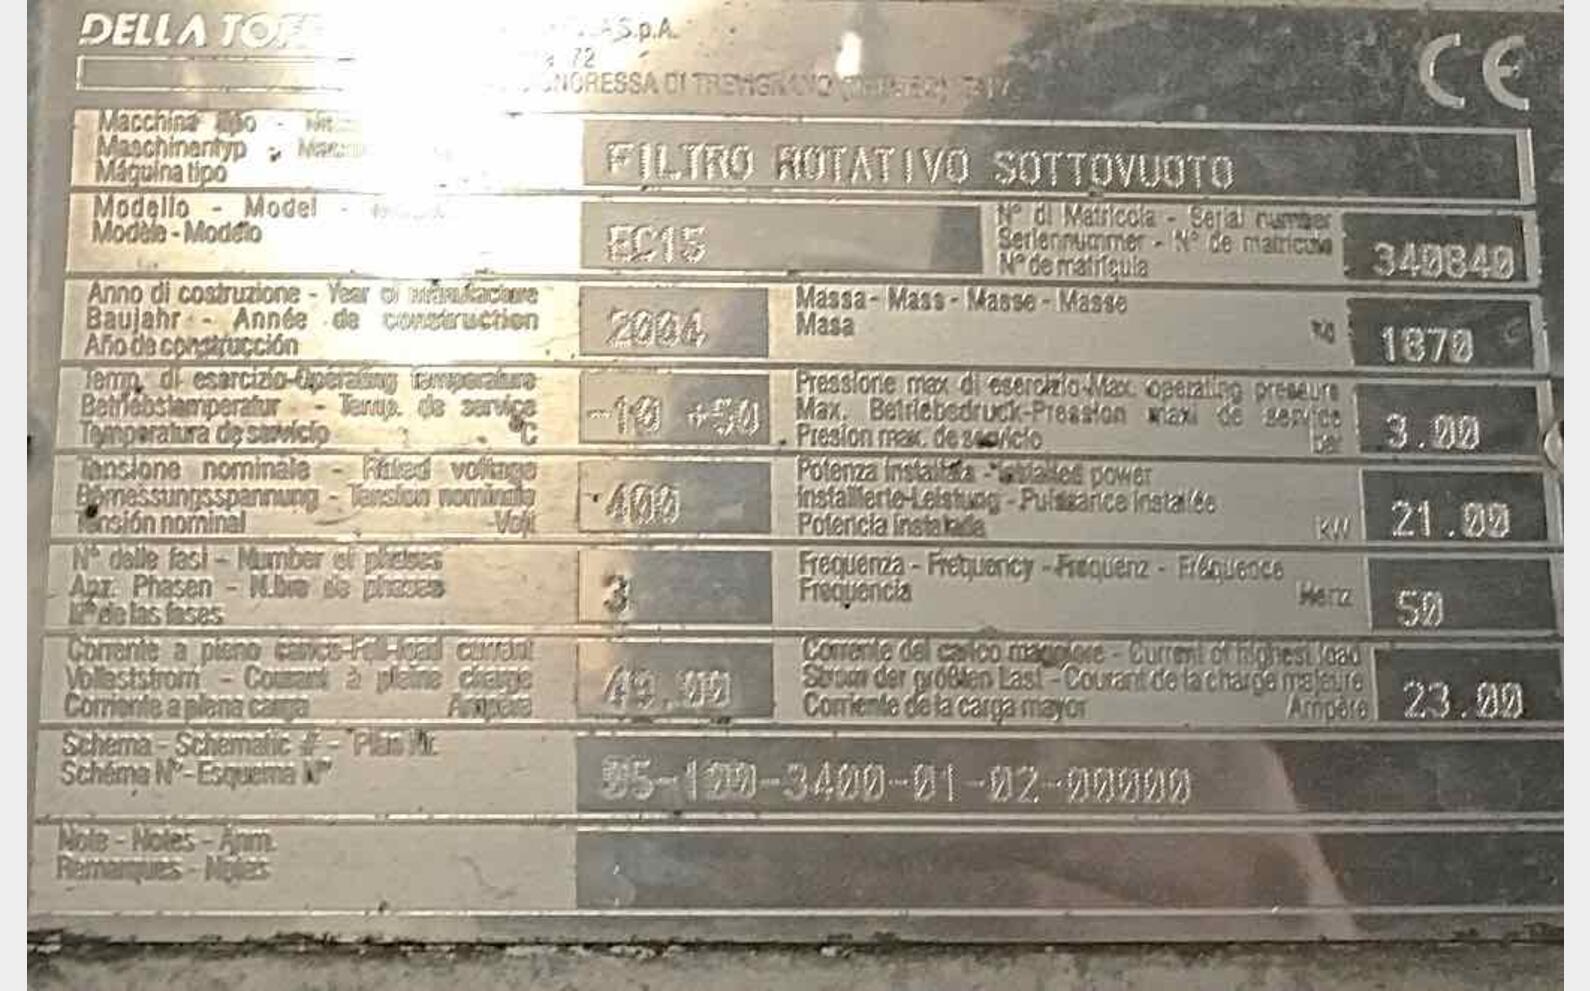 DELLA TOF
S.p.A.
72
SIGNORESSA DI TREVIGNANO (TREVISO) ITALY
CE
Macchina tipo -
Maschinentyp -
Máquina tipo
FILTRO ROTATIVO SOTTOVUOTO
Modello - Model -
Modèle - Modélo
EC15
N° di Matricola - Serial number
Seriennummer - N° de matricule
N° de matrígula
340840
Anno di costruzione - Year of manufacture
Baujahr - Année de construction
Año de construcción
2004
Massa - Mass - Masse - Masse
Masa
kg
1870
Temp. di esercizio-Operating temperature
Betriebstemperatur - Temp. de service
Temperatura de servicio °C
-10 +50
Pressione max di esercizio-Max. operating pressure
Max. Betriebsdruck-Pression maxi de service
Presion max. de servicio bar
3.00
Tensione nominale - Rated voltage
Bemessungsspannung - Tension nominale
Tensión nominal Volt
400
Potenza installata - Installed power
Installierte-Leistung - Puissance installée
Potencia instalada kW
21.00
N° delle fasi - Number of phases
Anz. Phasen - N.bre de phases
N° de las fases
3
Frequenza - Frequency - Frequenz - Fréquence
Frequencia Hertz
50
Corrente a pieno carico-Full-load current
Vollaststrom - Courant à pleine charge
Corriente a plena carga Ampère
49.00
Corrente del carico maggiore - Current of highest load
Strom der größten Last - Courant de la charge majeure
Corriente de la carga mayor Ampère
23.00
Schema - Schematic # - Plan Nr.
Schéma N° - Esquema N°
05-100-3400-01-02-00000
Note - Notes - Anm.
Remarques - Notas